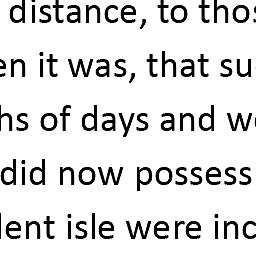 distance, to thos
en it was, that su
hs of days and w
did now possess
lent isle were inc